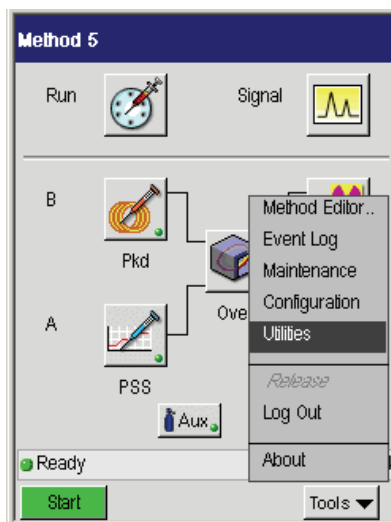 Method 5
Run
Signal
B
Pkd
A
PSS
Ove
Aux
Method Editor..
Event Log
Maintenance
Configuration
Utilities
Release
Log Out
About
Ready
Start
Tools